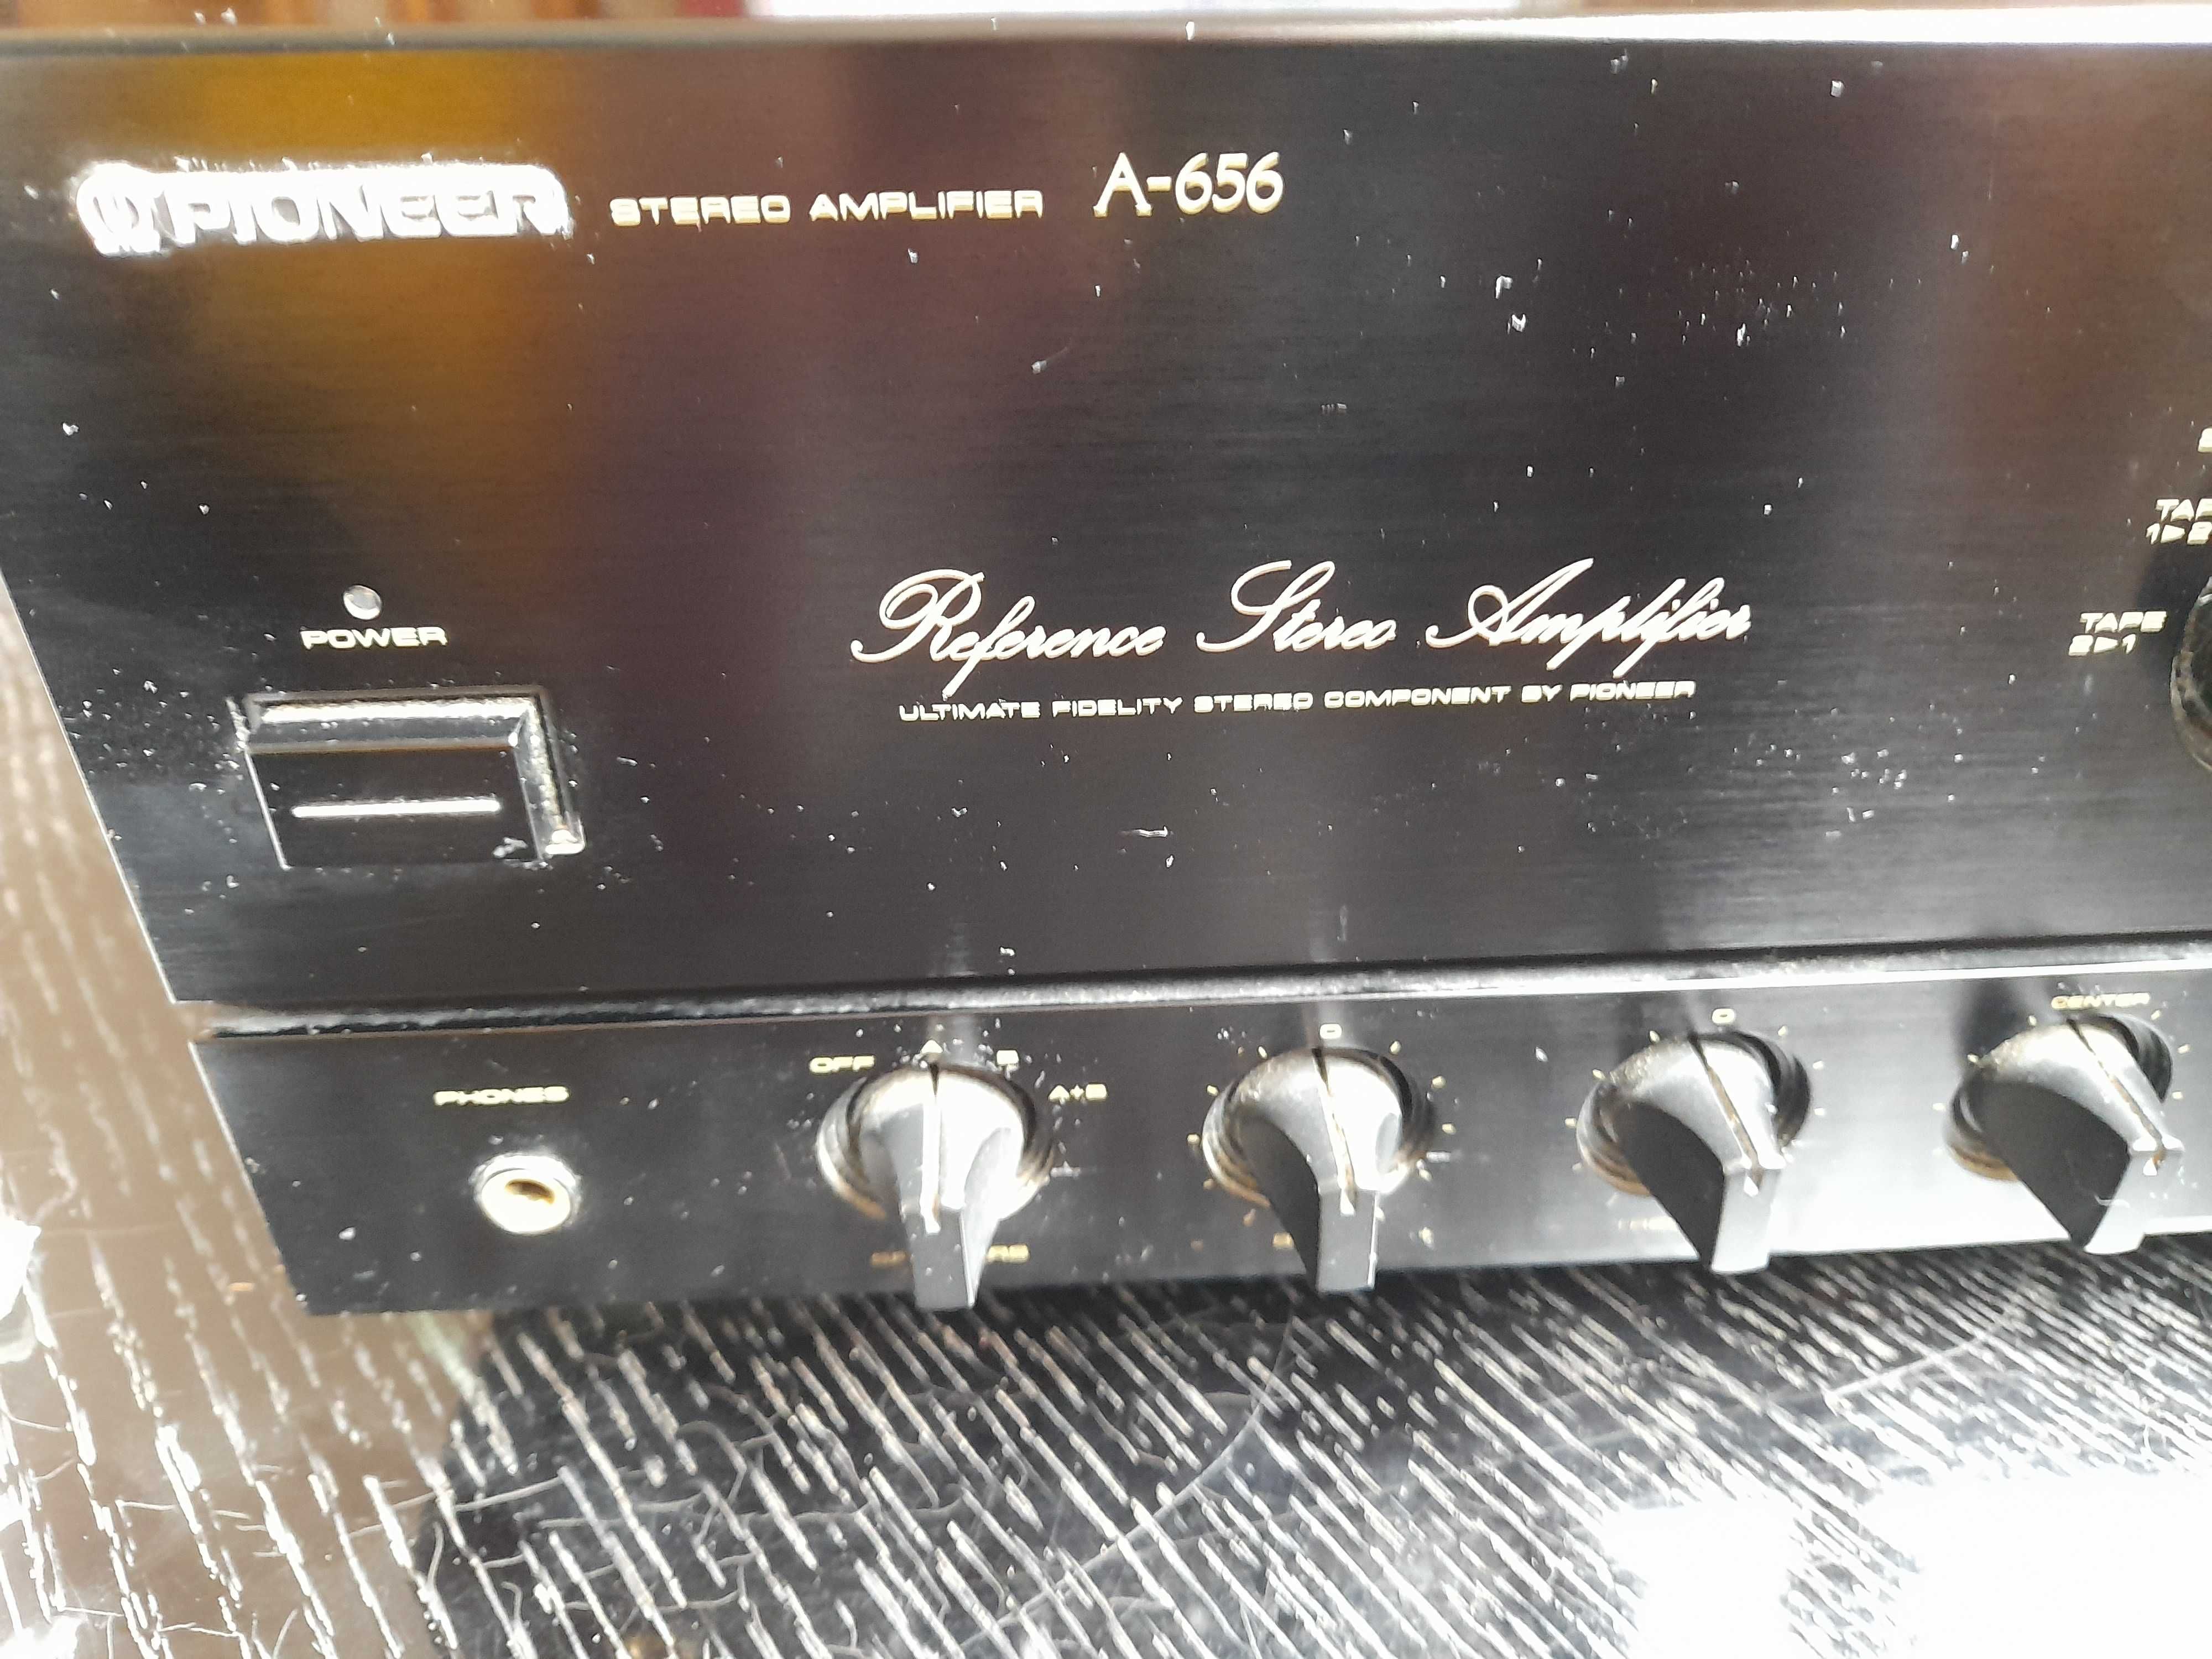 PIONEER STEREO AMPLIFIER A-656
TAPE
2▶1
POWER
Reference Stereo Amplifier
ULTIMATE FIDELITY STEREO COMPONENT BY PIONEER
PHONES
OFF A B A+B
0
0
CENTER